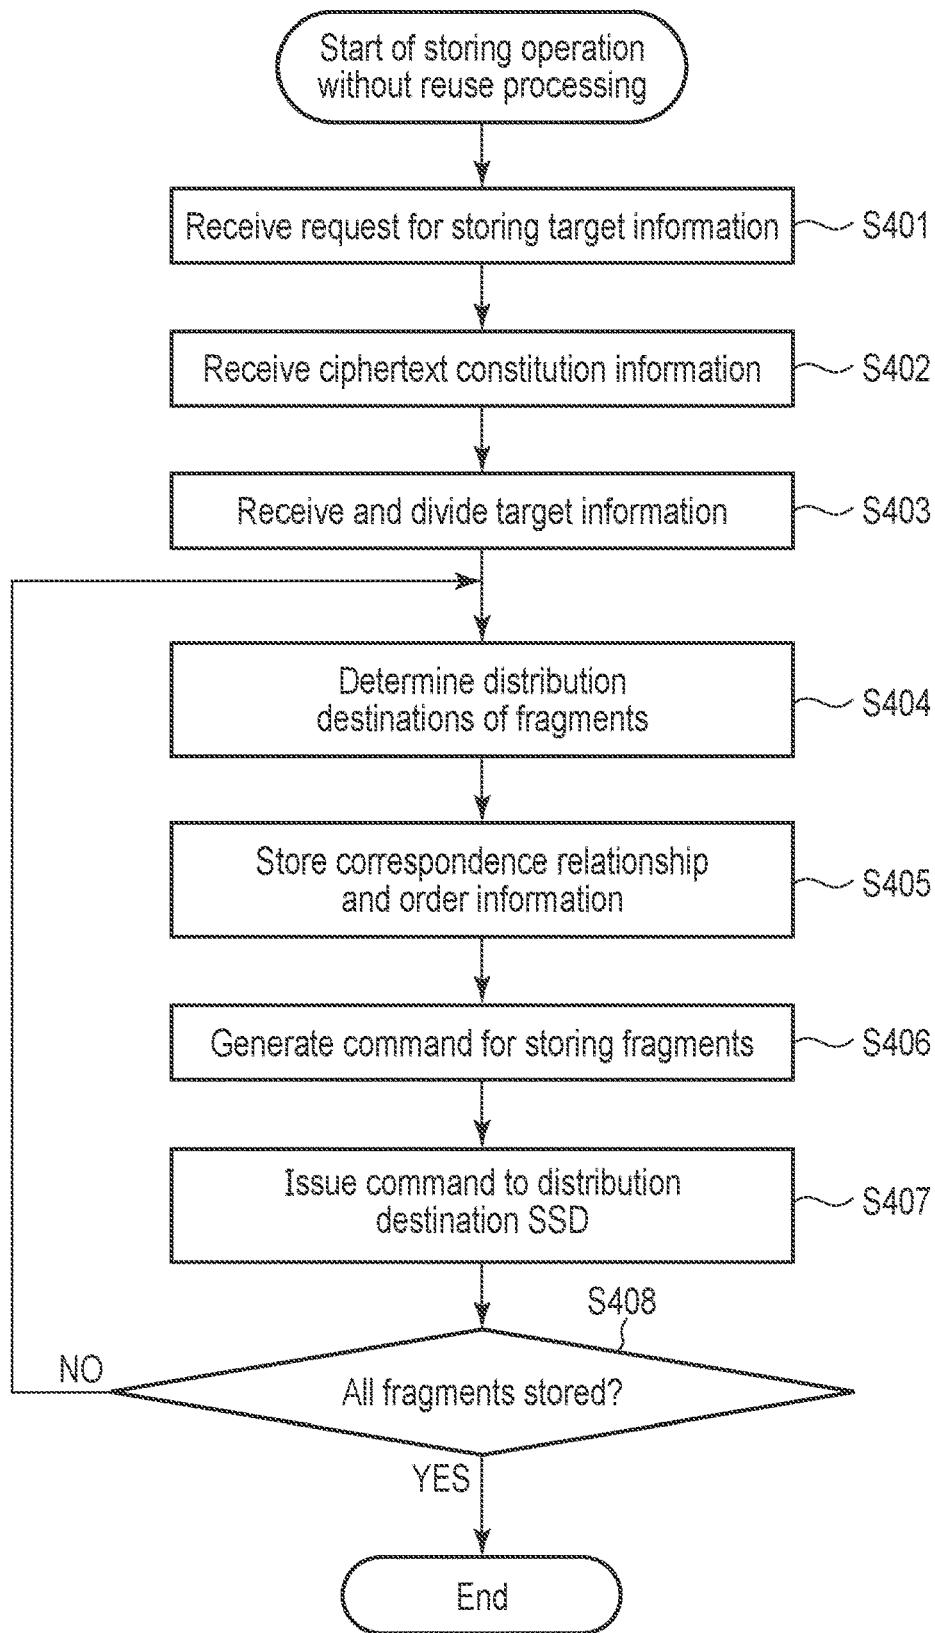 Start of storing operation
without reuse processing
Receive request for storing target information
S401
Receive ciphertext constitution information
S402
Receive and divide target information
S403
Determine distribution
destinations of fragments
S404
Store correspondence relationship
and order information
S405
Generate command for storing fragments
S406
Issue command to distribution
destination SSD
S407
S408
NO
All fragments stored?
YES
End